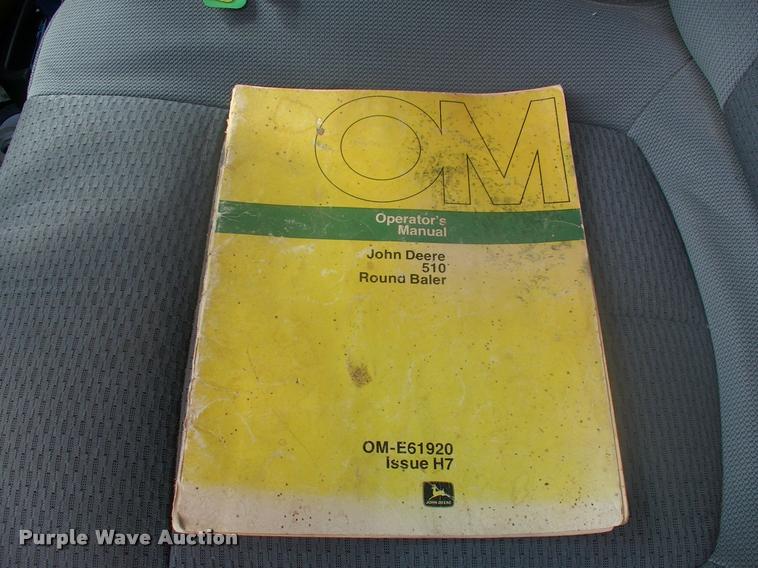 OM
Operator's
Manual
John Deere
510
Round Baler
OM-E61920
Issue H7
JOHN DEERE
Purple Wave Auction